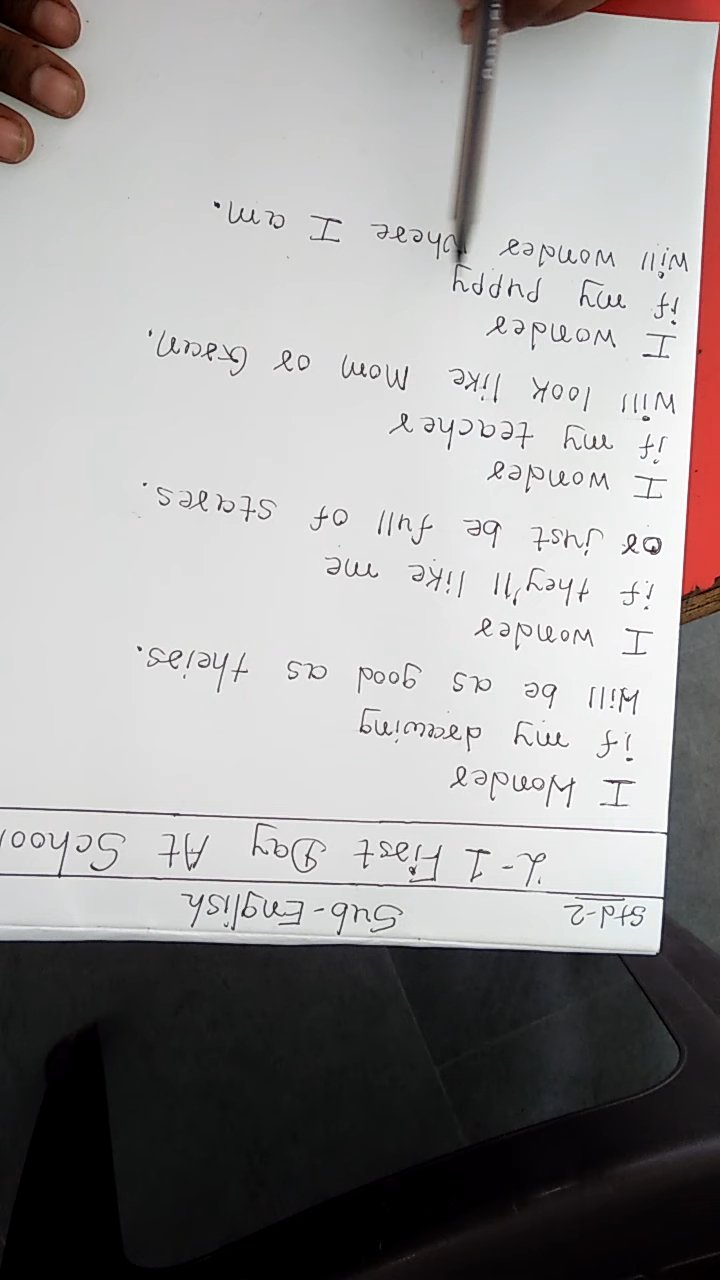 Std-2 Sub-English
L-1 First Day At School
I Wonder
if my drawing
Will be as good as theirs.
I wonder
if they'll like me
or just be full of stares.
I wonder
if my teacher
will look like Mom or Gram.
I wonder
if my puppy
will wonder where I am.